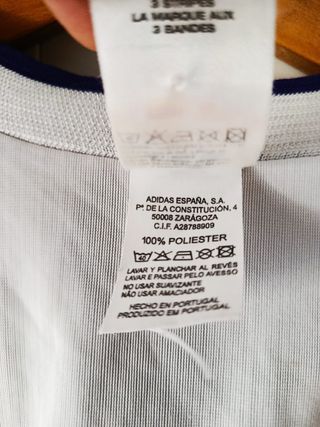 3 STRIPES
LA MARQUE AUX
3 BANDES
ADIDAS ESPAÑA, S.A.
Pº DE LA CONSTITUCIÓN, 4
50008 ZARÁGOZA
C.I.F. A28788909
100% POLIESTER
40
LAVAR Y PLANCHAR AL REVÉS
LAVAR E PASSAR PELO AVESSO
NO USAR SUAVIZANTE
NÃO USAR AMACIADOR
HECHO EN PORTUGAL
PRODUZIDO EM PORTUGAL